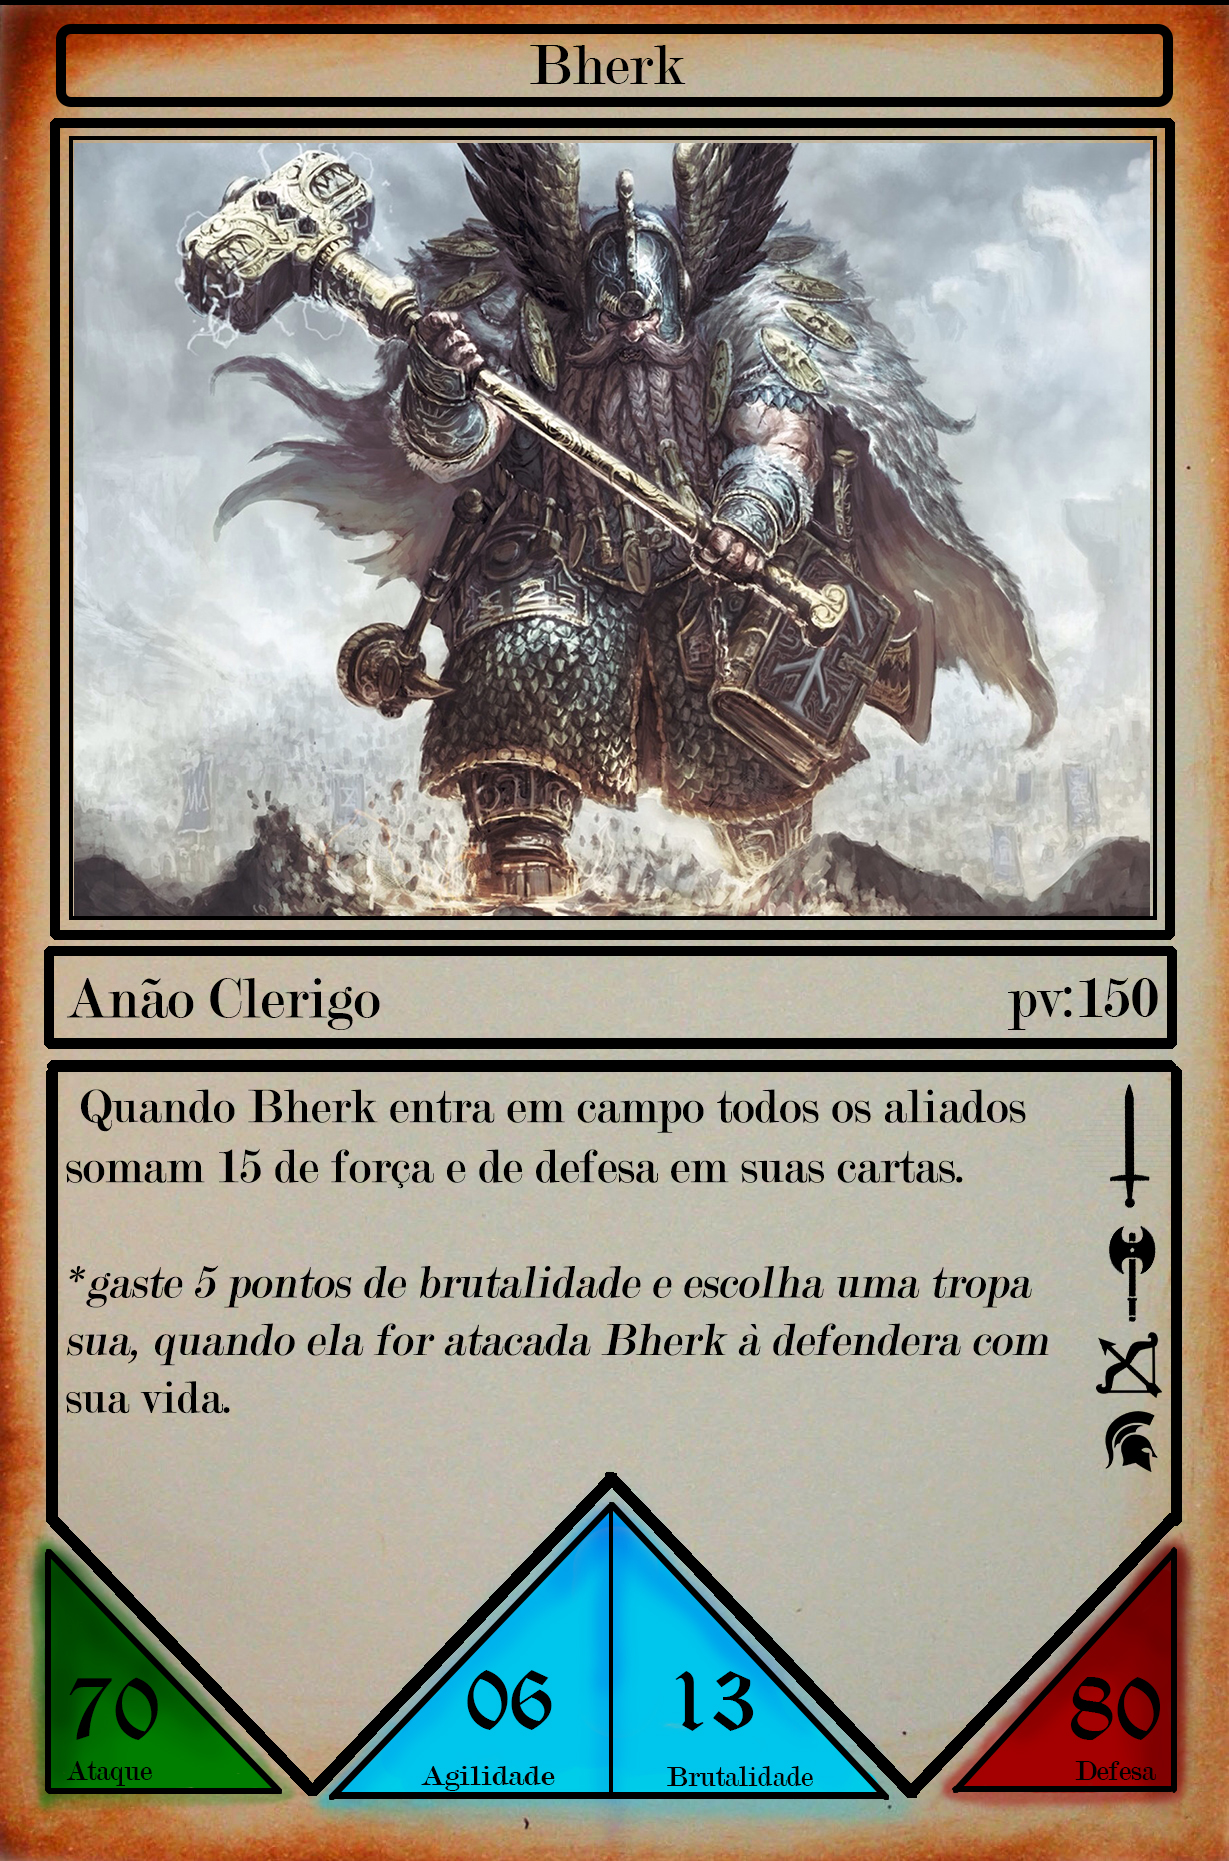 Bherk
Anão Clerigo
pv:150
Quando Bherk entra em campo todos os aliados
somam 15 de força e de defesa em suas cartas.
*gaste 5 pontos de brutalidade e escolha uma tropa
sua, quando ela for atacada Bherk à defendera com
sua vida.
70
Ataque
06
Agilidade
13
Brutalidade
80
Defesa